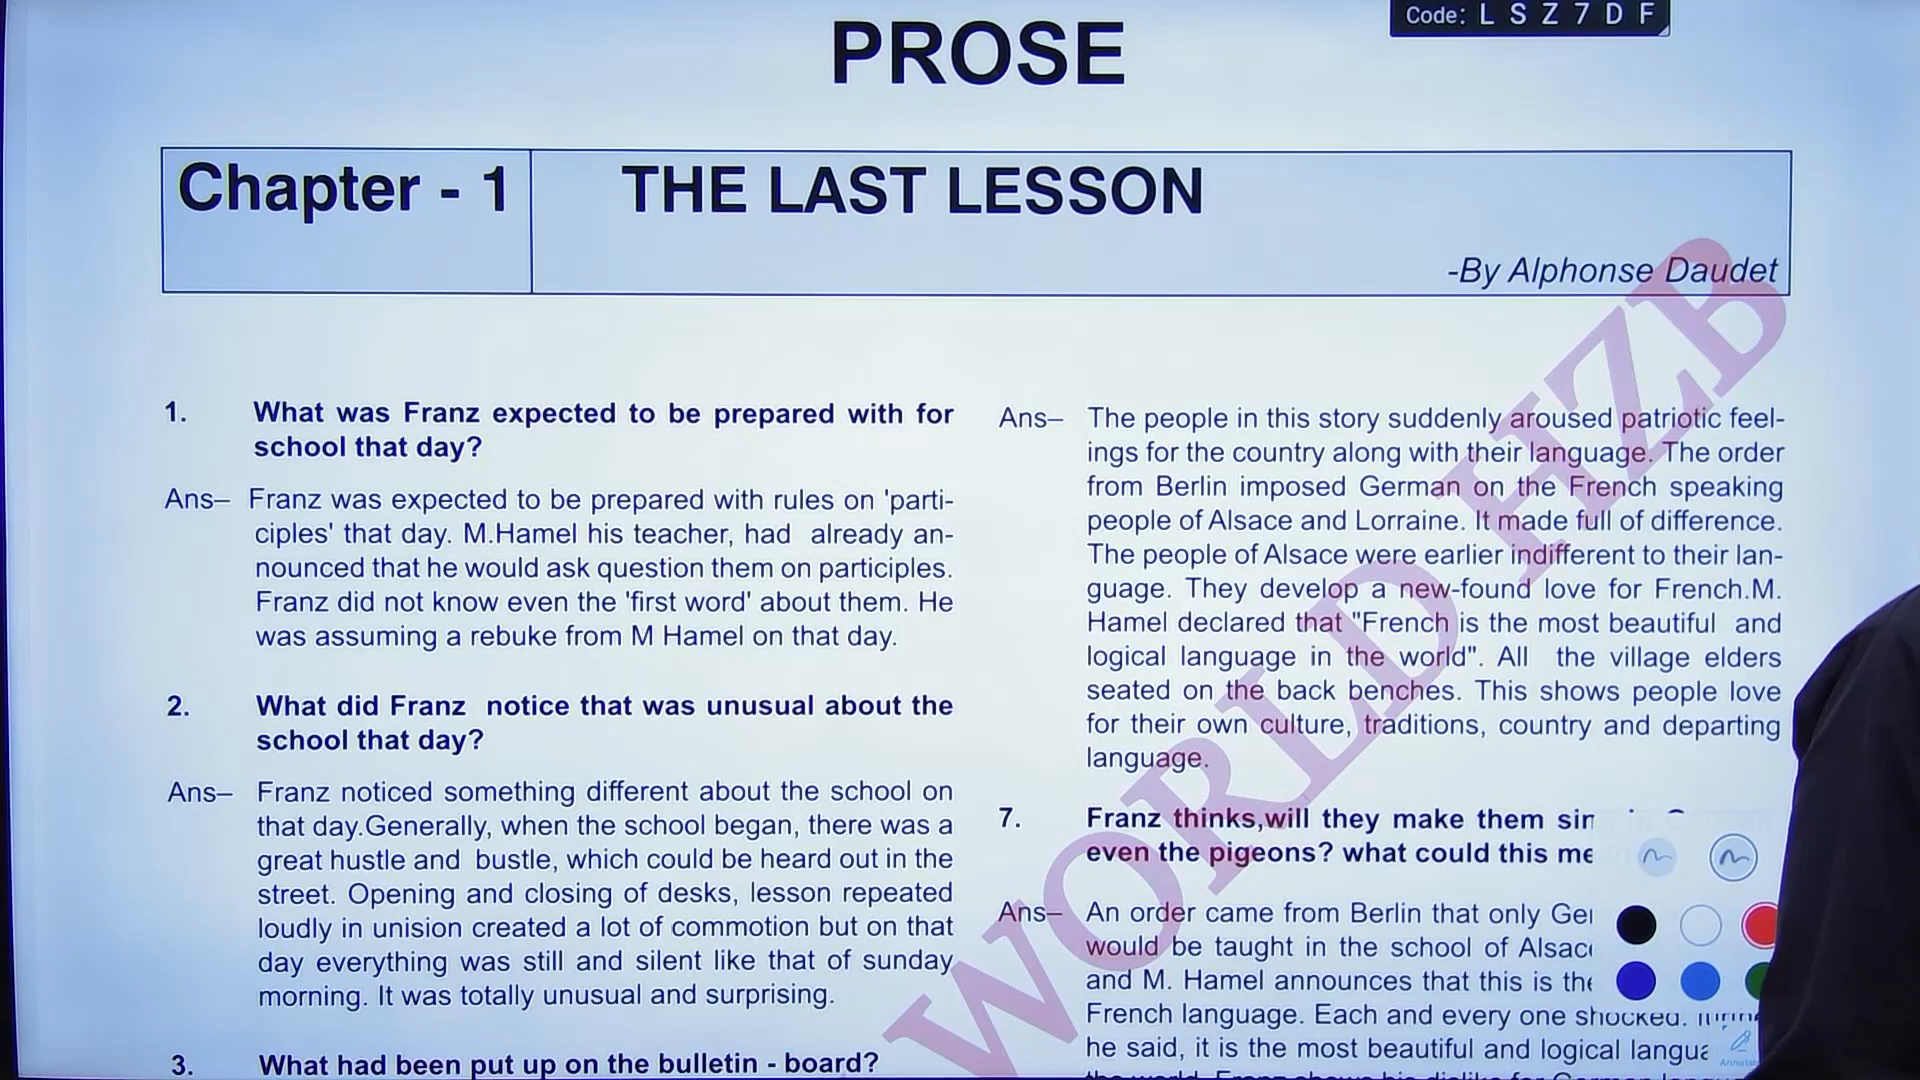 Code: L S Z 7 D F
PROSE
Chapter - 1
THE LAST LESSON
-By Alphonse Daudet
1. What was Franz expected to be prepared with for
school that day?
Ans– Franz was expected to be prepared with rules on 'parti-
ciples' that day. M.Hamel his teacher, had already an-
nounced that he would ask question them on participles.
Franz did not know even the 'first word' about them. He
was assuming a rebuke from M Hamel on that day.
2. What did Franz notice that was unusual about the
school that day?
Ans– Franz noticed something different about the school on
that day.Generally, when the school began, there was a
great hustle and bustle, which could be heard out in the
street. Opening and closing of desks, lesson repeated
loudly in unision created a lot of commotion but on that
day everything was still and silent like that of sunday
morning. It was totally unusual and surprising.
3. What had been put up on the bulletin - board?
Ans– The people in this story suddenly aroused patriotic feel-
ings for the country along with their language. The order
from Berlin imposed German on the French speaking
people of Alsace and Lorraine. It made full of difference.
The people of Alsace were earlier indifferent to their lan-
guage. They develop a new-found love for French.M.
Hamel declared that "French is the most beautiful and
logical language in the world". All the village elders
seated on the back benches. This shows people love
for their own culture, traditions, country and departing
language.
7. Franz thinks,will they make them
even the pigeons? what could this
Ans– An order came from Berlin that only
would be taught in the school of
and M. Hamel announces that this is
French language. Each and every one shocked.
he said, it is the most beautiful and logical
WORLD HZB